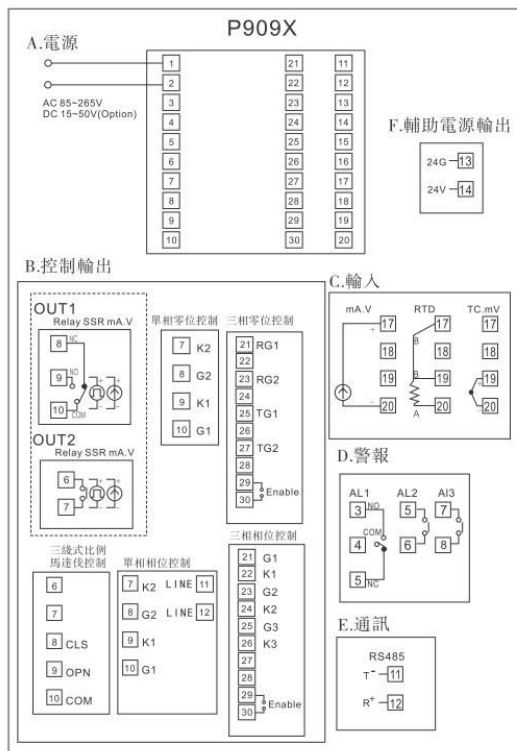 P909X
A.電源
1 21 11
2 22 12
AC 85~265V
DC 15~50V(Option)
3 23 13
4 24 14
5 25 15
6 26 16
7 27 17
8 28 18
9 29 19
10 30 20
F.輔助電源輸出
24G 13
24V 14
B.控制輸出
OUT1
Relay SSR mA.V
8 NC
9 NO
10 COM
+ +
- -
OUT2
Relay SSR mA.V
6
7
+ +
- -
單相零位控制
7 K2
8 G2
9 K1
10 G1
三相零位控制
21 RG1
22
23 RG2
24
25 TG1
26
27 TG2
28
29
30
Enable
三綫式比例
馬達伐控制
6
7
8 CLS
9 OPN
10 COM
單相相位控制
7 K2 LINE 11
8 G2 LINE 12
9 K1
10 G1
三相相位控制
21 G1
22 K1
23 G2
24 K2
25 G3
26 K3
27
28
29
30
Enable
C.輸入
mA.V RTD TC.mV
+ 17 17 17
B
18 18 18
19 B 19 19 +
- 20 A 20 20 -
D.警報
AL1 AL2 AI3
3 NO 5 7
4 COM
5 NC 6 8
E.通訊
RS485
T- 11
R+ 12